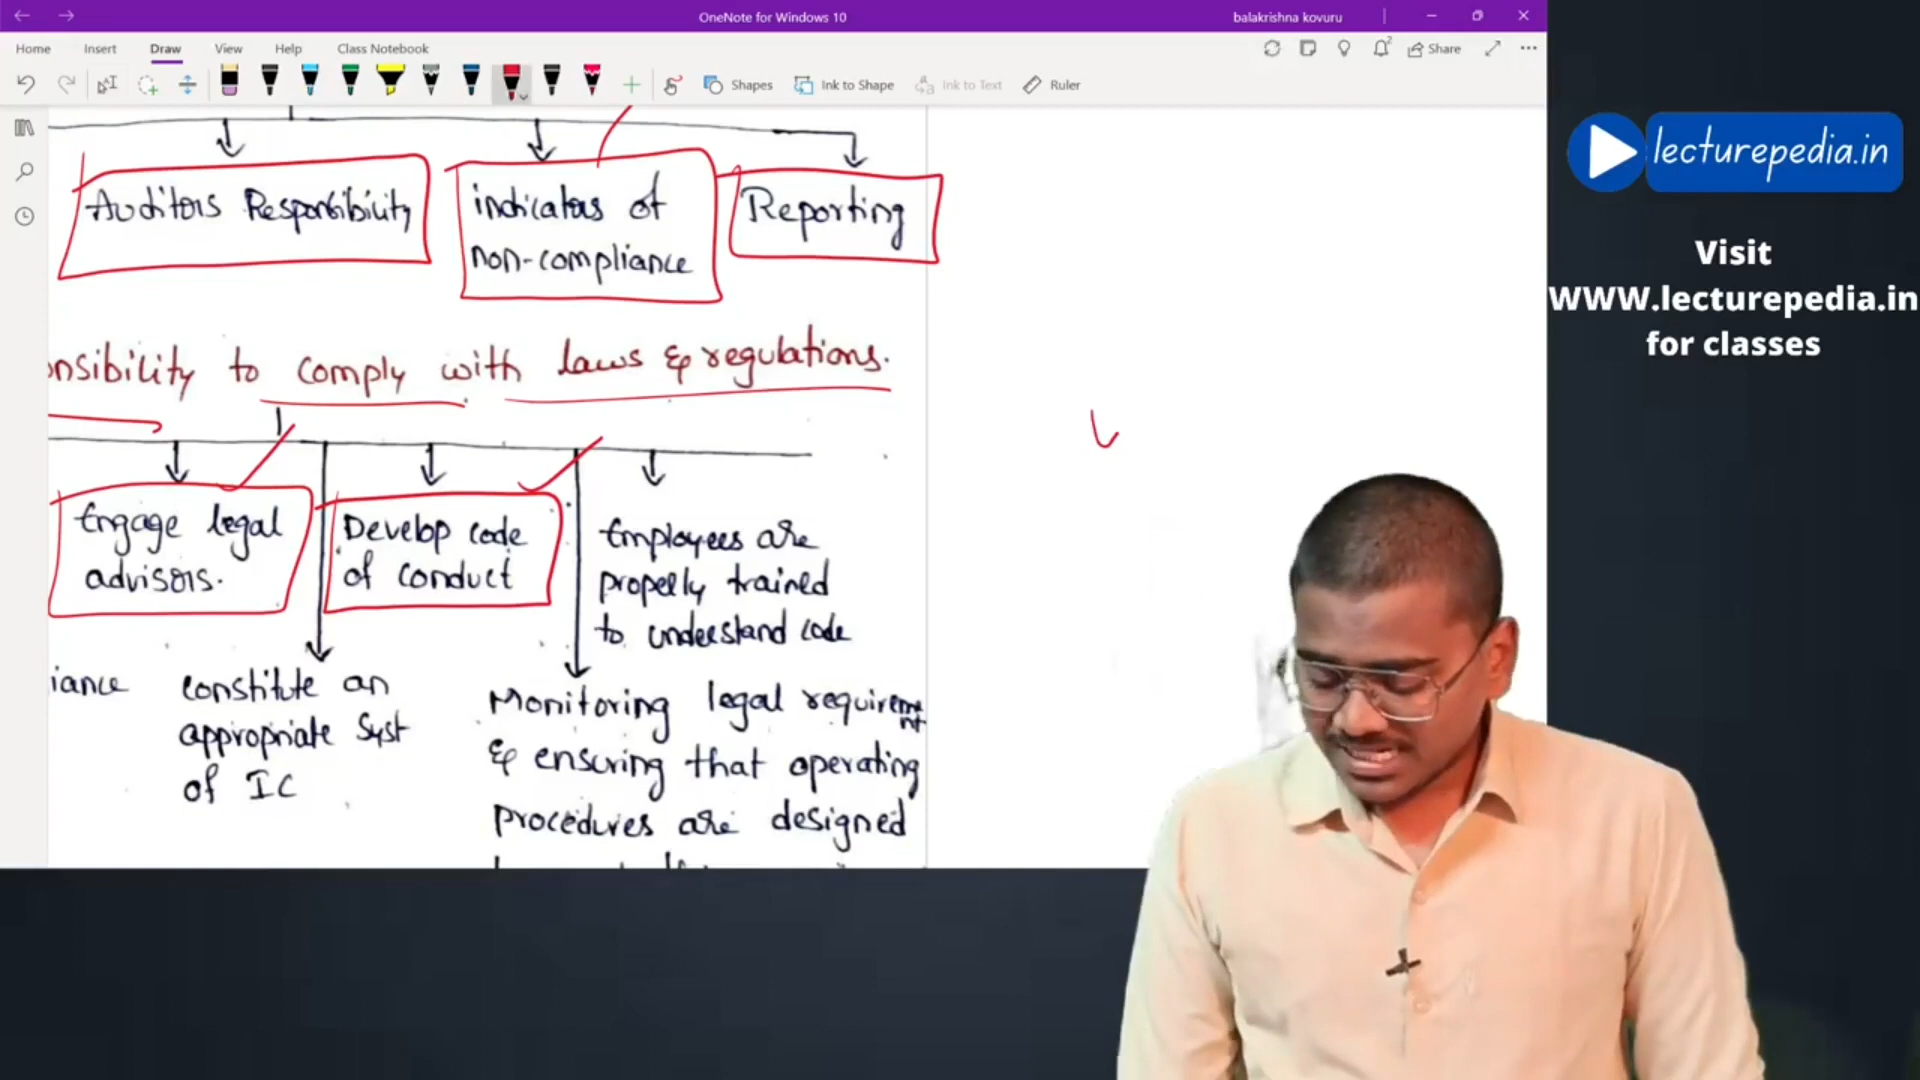 OneNote for Windows 10
balakrishna kovuru
Home Insert Draw View Help Class Notebook
Share
Shapes Ink to Shape Ink to Text Ruler
lecturepedia.in
Visit
WWW.lecturepedia.in
for classes
Auditors Responsibility
indicators of
non-compliance
Reporting
onsibility to comply with laws & regulations.
Engage legal
advisors.
Develop code
of conduct
Employees are
properly trained
to understand code
iance
constitute an
appropriate Syst
of IC
Monitoring legal requirement
& ensuring that operating
procedures are designed